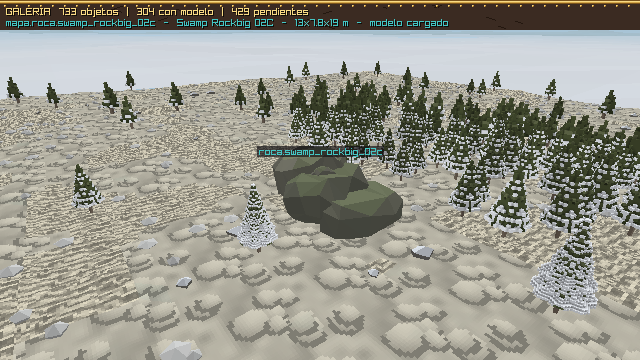 GALERÍA 733 objetos | 304 con modelo | 429 pendientes
mapa.roca.swamp_rockbig_02c - Swamp Rockbig 02C - 13x7.8x19 m - modelo cargado
roca.swamp_rockbig_02c